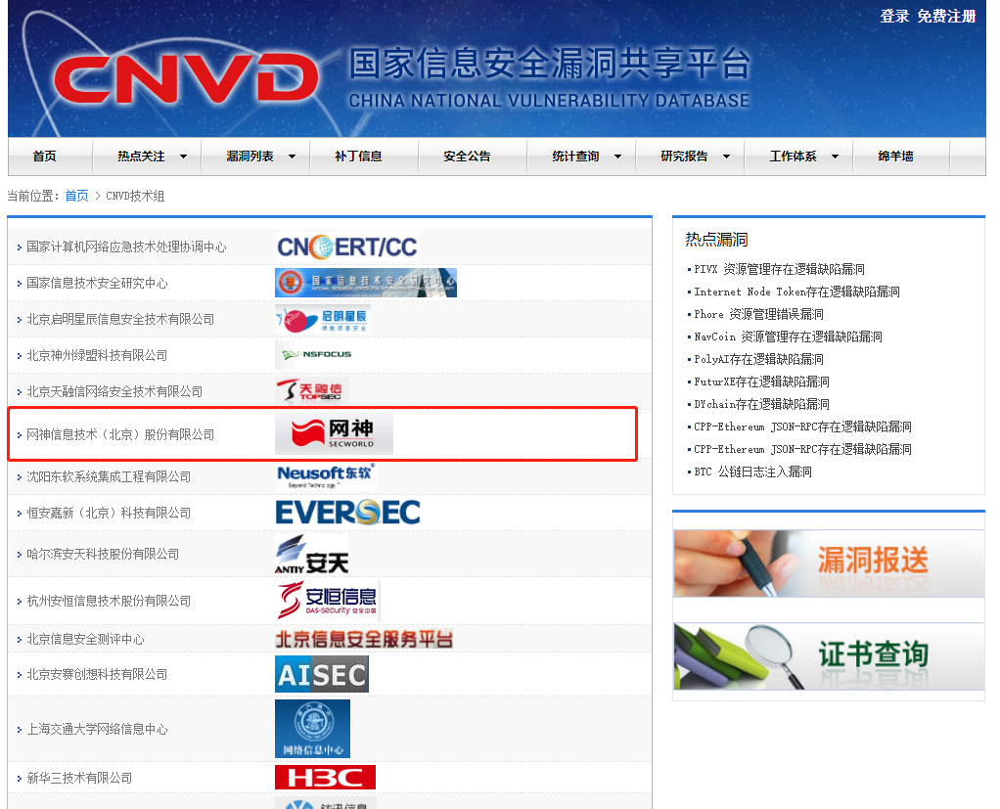 登录 免费注册
CNVD 国家信息安全漏洞共享平台
CHINA NATIONAL VULNERABILITY DATABASE
首页 热点关注 漏洞列表 补丁信息 安全公告 统计查询 研究报告 工作体系 绵羊墙
当前位置: 首页 > CNVD技术组
国家计算机网络应急技术处理协调中心 CNCERT/CC
国家信息技术安全研究中心 国家信息技术安全研究中心
北京启明星辰信息安全技术有限公司 启明星辰
北京神州绿盟科技有限公司 NSFOCUS
北京天融信网络安全技术有限公司 天融信 TOPSEC
网神信息技术（北京）股份有限公司 网神 SECWORLD
沈阳东软系统集成工程有限公司 Neusoft东软
Beyond Technology
恒安嘉新（北京）科技有限公司 EVERSEC
哈尔滨安天科技股份有限公司 ANTIY 安天
杭州安恒信息技术股份有限公司 安恒信息
DAS-security 安全中国
北京信息安全测评中心 北京信息安全服务平台
北京安赛创想科技有限公司 AISEC
上海交通大学网络信息中心 网络信息中心
新华三技术有限公司 H3C
热点漏洞
PIVX 资源管理存在逻辑缺陷漏洞
Internet Node Token存在逻辑缺陷漏洞
Phore 资源管理错误漏洞
NavCoin 资源管理存在逻辑缺陷漏洞
PolyAI存在逻辑缺陷漏洞
FuturXE存在逻辑缺陷漏洞
DYchain存在逻辑缺陷漏洞
CPP-Ethereum JSON-RPC存在逻辑缺陷漏洞
CPP-Ethereum JSON-RPC存在逻辑缺陷漏洞
BTC 公链日志注入漏洞
漏洞报送
证书查询